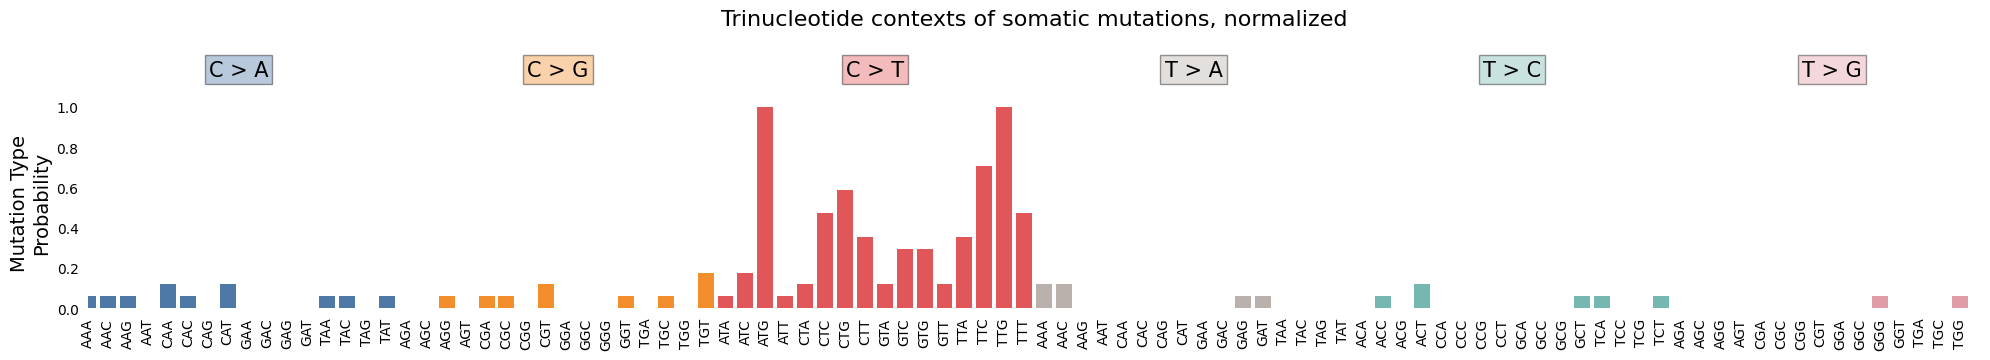 Trinucleotide contexts of somatic mutations, normalized
C > A
C > G
C > T
T > A
T > C
T > G
Mutation Type
Probability
1.0
0.8
0.6
0.4
0.2
0.0
AAA
AAC
AAG
AAT
CAA
CAC
CAG
CAT
GAA
GAC
GAG
GAT
TAA
TAC
TAG
TAT
AGA
AGC
AGG
AGT
CGA
CGC
CGG
CGT
GGA
GGC
GGG
GGT
TGA
TGC
TGG
TGT
ATA
ATC
ATG
ATT
CTA
CTC
CTG
CTT
GTA
GTC
GTG
GTT
TTA
TTC
TTG
TTT
AAA
AAC
AAG
AAT
CAA
CAC
CAG
CAT
GAA
GAC
GAG
GAT
TAA
TAC
TAG
TAT
ACA
ACC
ACG
ACT
CCA
CCC
CCG
CCT
GCA
GCC
GCG
GCT
TCA
TCC
TCG
TCT
AGA
AGC
AGG
AGT
CGA
CGC
CGG
CGT
GGA
GGC
GGG
GGT
TGA
TGC
TGG